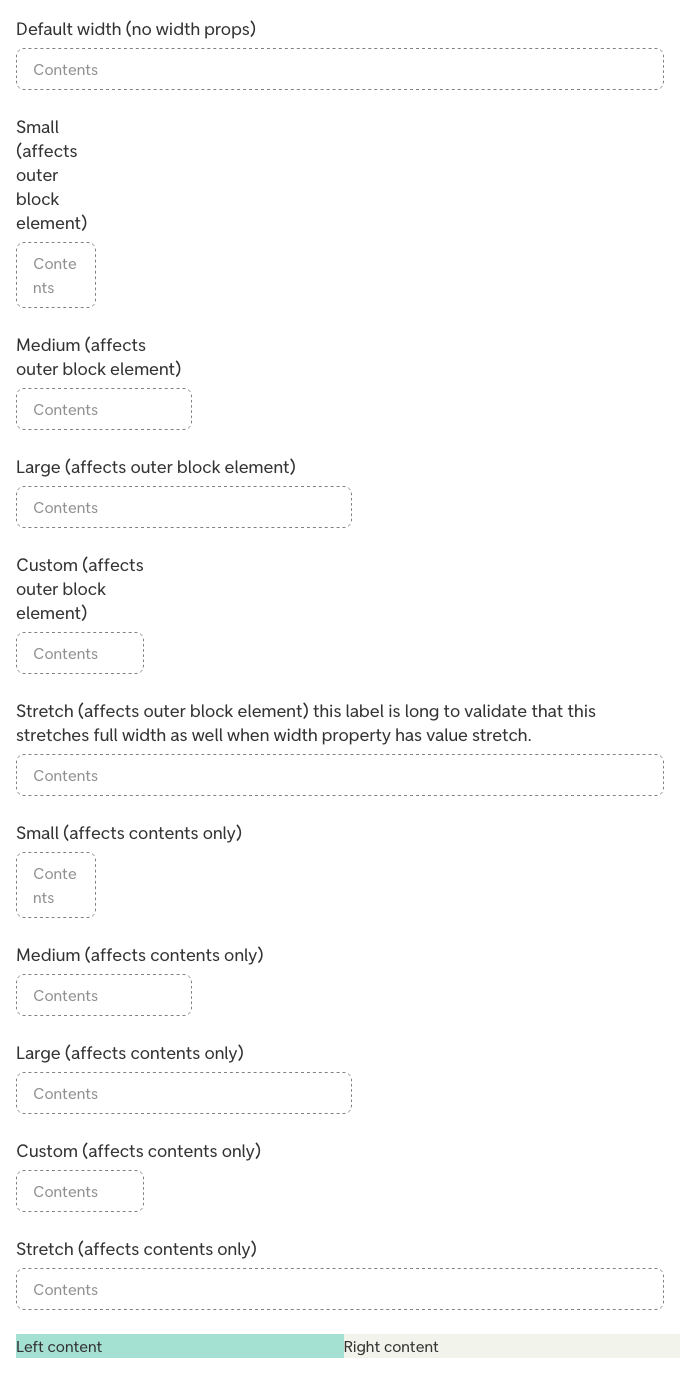 Default width (no width props)
Contents
Small
(affects
outer
block
element)
Conte
nts
Medium (affects
outer block element)
Contents
Large (affects outer block element)
Contents
Custom (affects
outer block
element)
Contents
Stretch (affects outer block element) this label is long to validate that this
stretches full width as well when width property has value stretch.
Contents
Small (affects contents only)
Conte
nts
Medium (affects contents only)
Contents
Large (affects contents only)
Contents
Custom (affects contents only)
Contents
Stretch (affects contents only)
Contents
Left content Right content